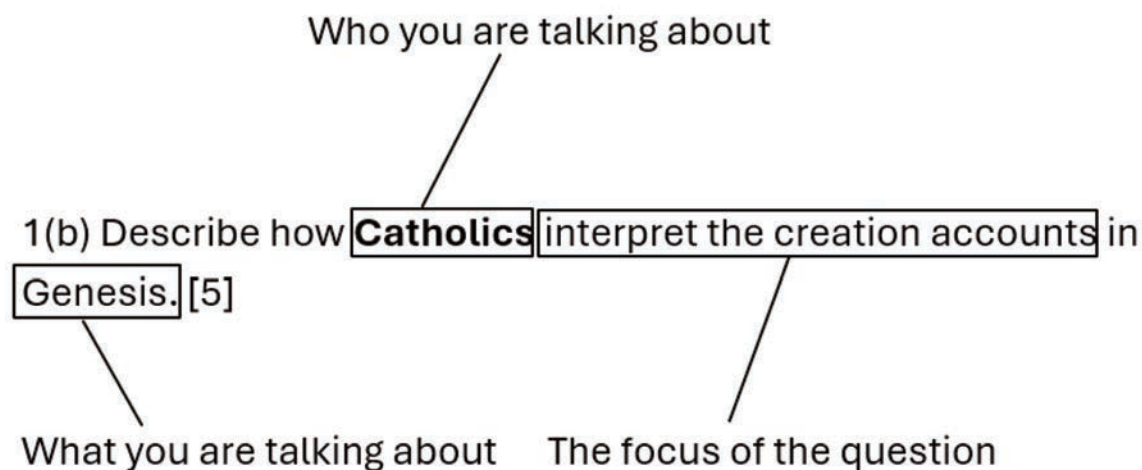 Who you are talking about
1(b) Describe how Catholics interpret the creation accounts in
Genesis. [5]
What you are talking about
The focus of the question